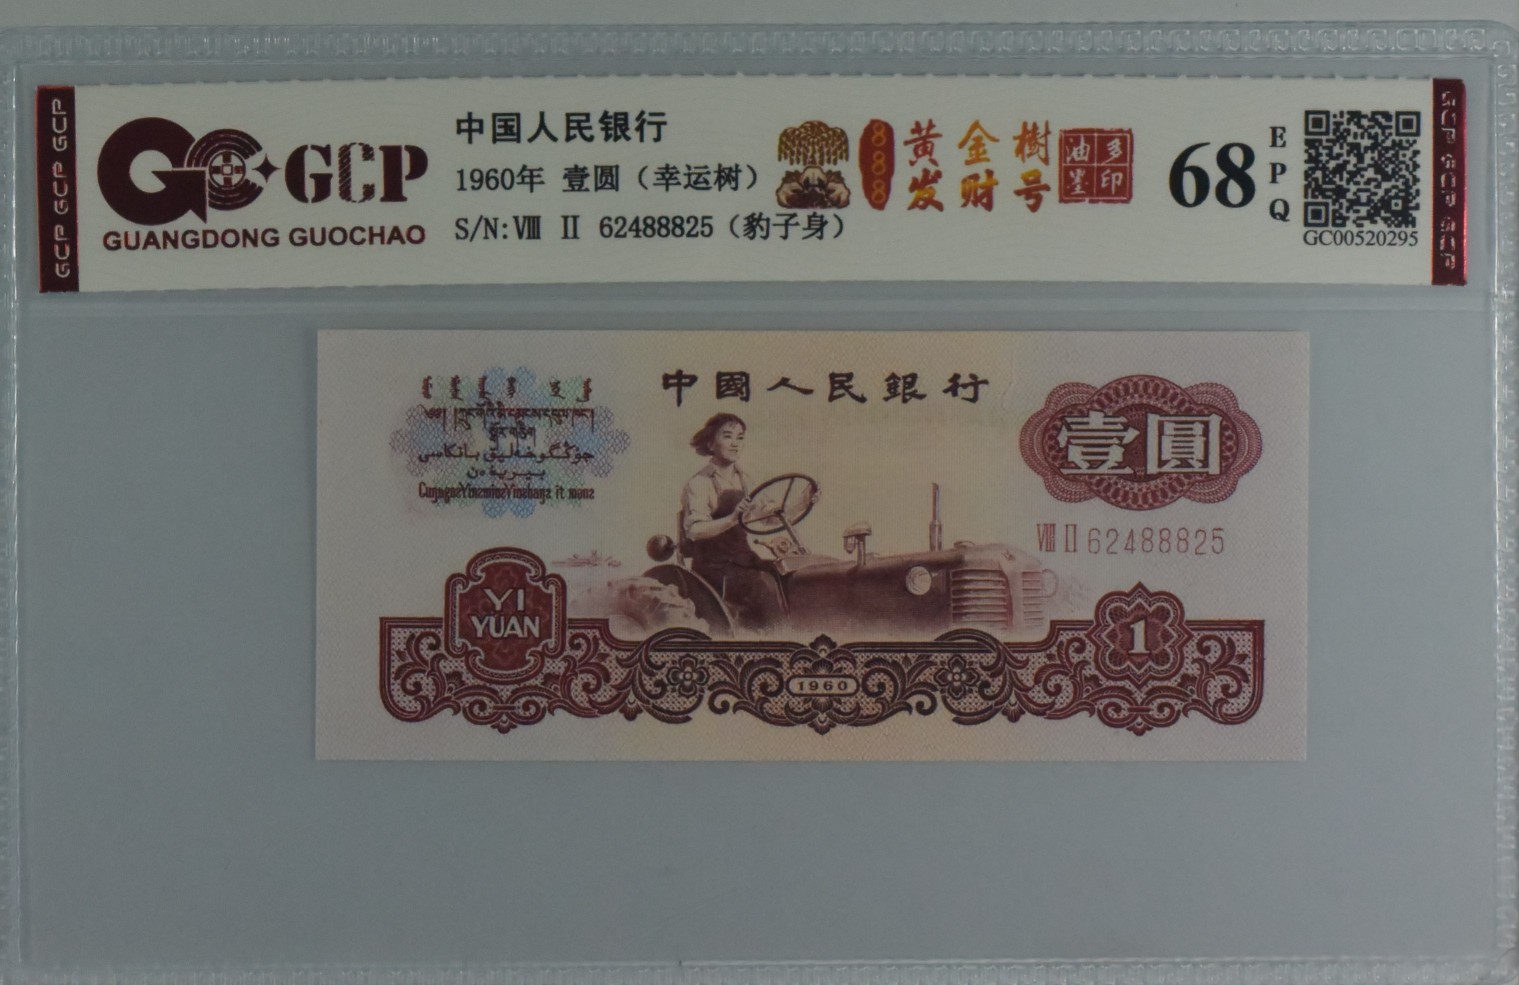 GCP GCP GCP
GCP
GUANGDONG GUOCHAO
中国人民银行
1960年 壹圆（幸运树）
S/N:Ⅷ Ⅱ 62488825（豹子身）
888
黄金樹
发财号
多印
油墨
68
EPQ
GC00520295
中國人民銀行
壹圓
Ⅷ Ⅱ 62488825
YI
YUAN
1960
1